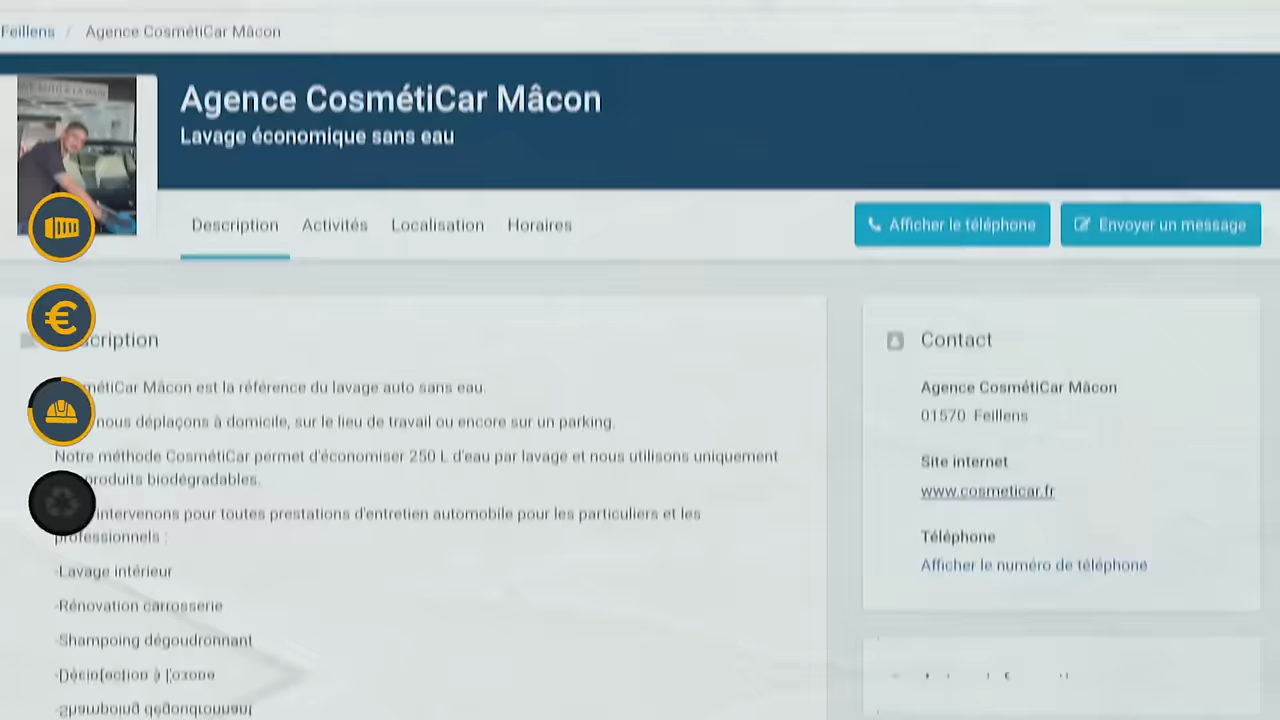 Feillens / Agence CosmétiCar Mâcon
Agence CosmétiCar Mâcon
Lavage économique sans eau
Description Activités Localisation Horaires
Afficher le téléphone Envoyer un message
cription
métiCar Mâcon est la référence du lavage auto sans eau.
nous déplaçons à domicile, sur le lieu de travail ou encore sur un parking.
Notre méthode CosmétiCar permet d'économiser 250 L d'eau par lavage et nous utilisons uniquement
produits biodégradables.
intervenons pour toutes prestations d'entretien automobile pour les particuliers et les
professionnels :
-Lavage intérieur
-Rénovation carrosserie
-Shampoing dégoudronnant
-Désinfection à l'ozone
Contact
Agence CosmétiCar Mâcon
01570 Feillens
Site internet
www.cosmeticar.fr
Téléphone
Afficher le numéro de téléphone
€